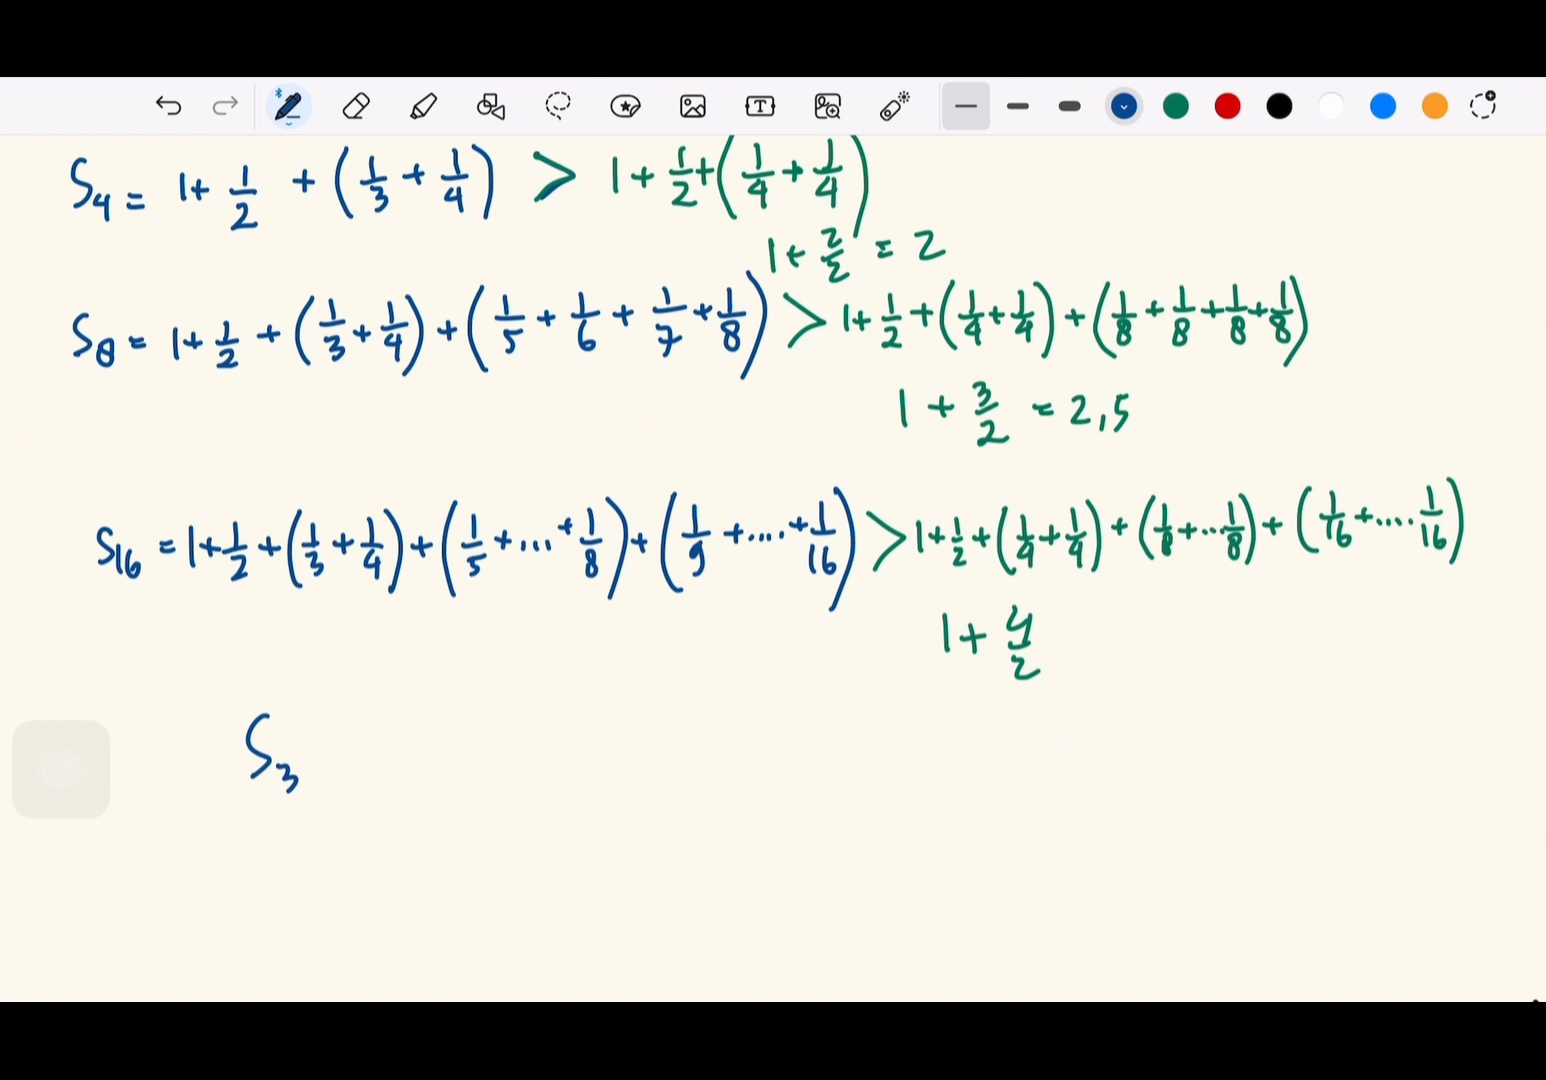 S₄ = 1 + 1/2 + (1/3 + 1/4) > 1 + 1/2 + (1/4 + 1/4)
1 + 2/2 = 2
S₈ = 1 + 1/2 + (1/3 + 1/4) + (1/5 + 1/6 + 1/7 + 1/8) > 1 + 1/2 + (1/4 + 1/4) + (1/8 + 1/8 + 1/8 + 1/8)
1 + 3/2 = 2,5
S₁₆ = 1 + 1/2 + (1/3 + 1/4) + (1/5 + ... + 1/8) + (1/9 + .... + 1/16) > 1 + 1/2 + (1/4 + 1/4) + (1/8 + ... 1/8) + (1/16 + .... 1/16)
1 + 4/2
S₃